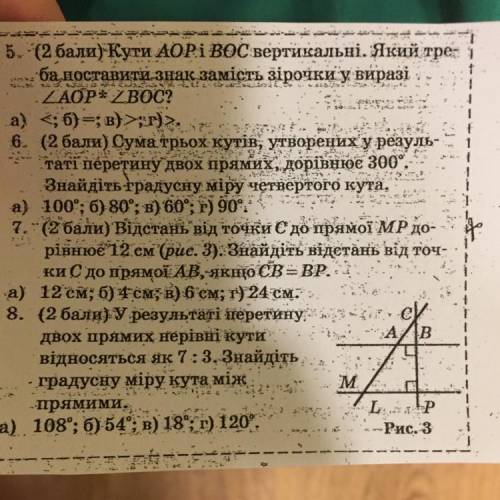 5. (2 бали) Кути AOP і BOC вертикальні. Який тре-
ба поставити знак замість зірочки у виразі
∠AOP* ∠BOC?
а) <; б) =; в) >; г) >.
6. (2 бали) Сума трьох кутів, утворених у резуль-
таті перетину двох прямих, дорівнює 300°.
Знайдіть градусну міру четвертого кута.
а) 100°; б) 80°; в) 60°; г) 90°.
7. (2 бали) Відстань від точки C до прямої MP до-
рівнює 12 см (рис. 3). Знайдіть відстань від точ-
ки C до прямої AB, якщо CB = BP.
а) 12 см; б) 4 см; в) 6 см; г) 24 см.
8. (2 бали) У результаті перетину
двох прямих нерівні кути
відносяться як 7 : 3. Знайдіть
градусну міру кута між
прямими.
а) 108°; б) 54°; в) 18°; г) 120°.
C
A B
M
L P
Рис. 3